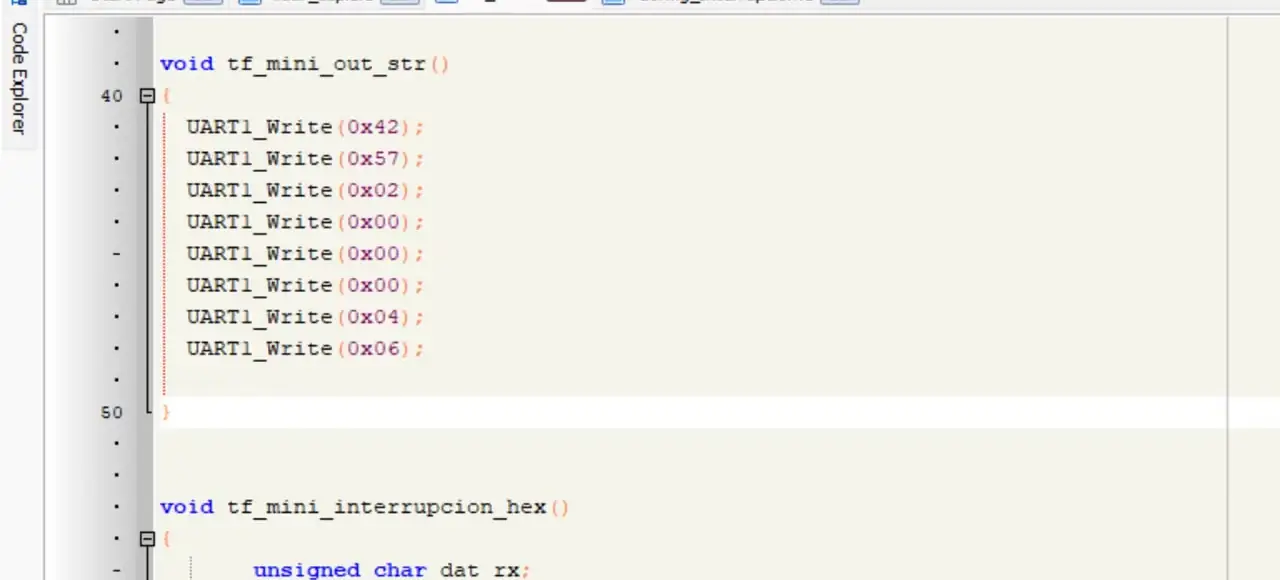 Code Explorer
void tf_mini_out_str()
40 {
UART1_Write(0x42);
UART1_Write(0x57);
UART1_Write(0x02);
UART1_Write(0x00);
UART1_Write(0x00);
UART1_Write(0x00);
UART1_Write(0x04);
UART1_Write(0x06);
50 }
void tf_mini_interrupcion_hex()
{
unsigned char dat_rx;